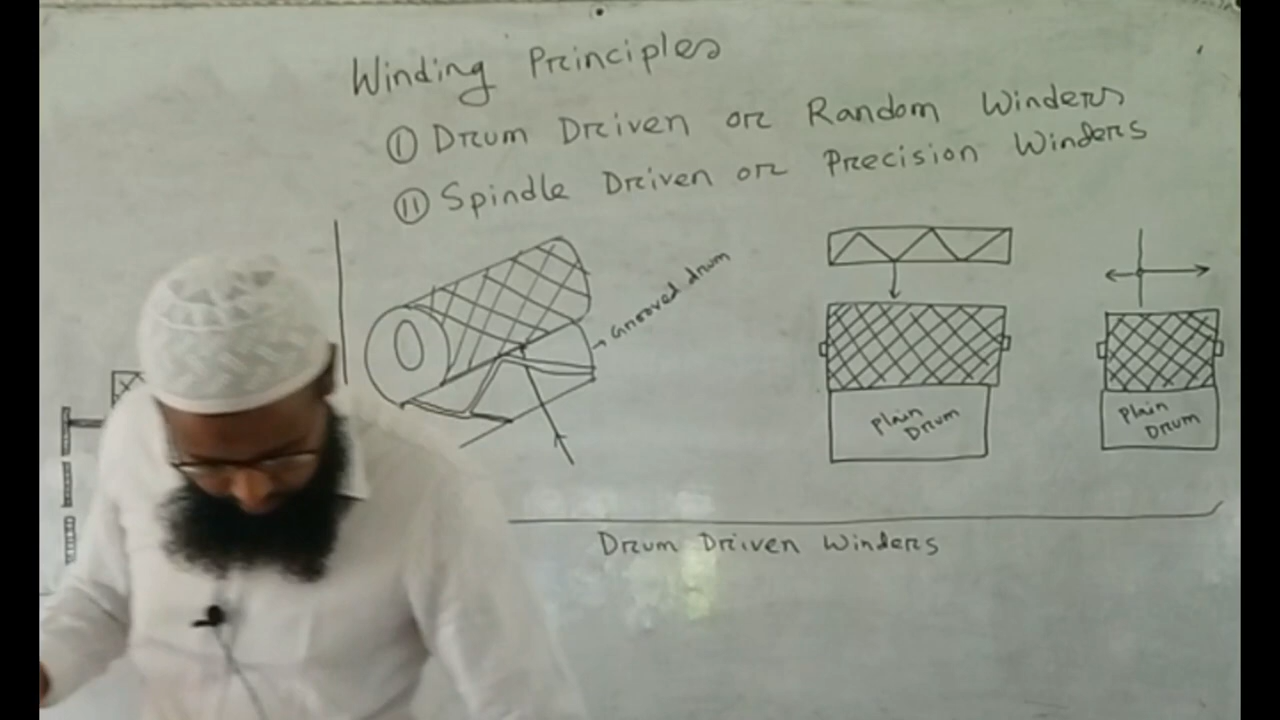 Winding Principles
I Drum Driven or Random Winders
II Spindle Driven or Precision Winders
Grooved drum
Plain Drum
Plain Drum
Drum Driven Winders